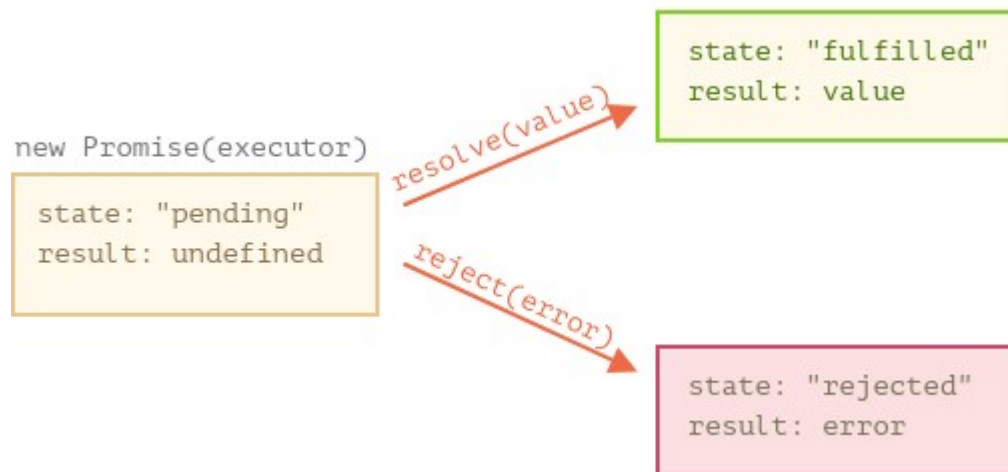 new Promise(executor)
state: "pending"
result: undefined
resolve(value)
reject(error)
state: "fulfilled"
result: value
state: "rejected"
result: error